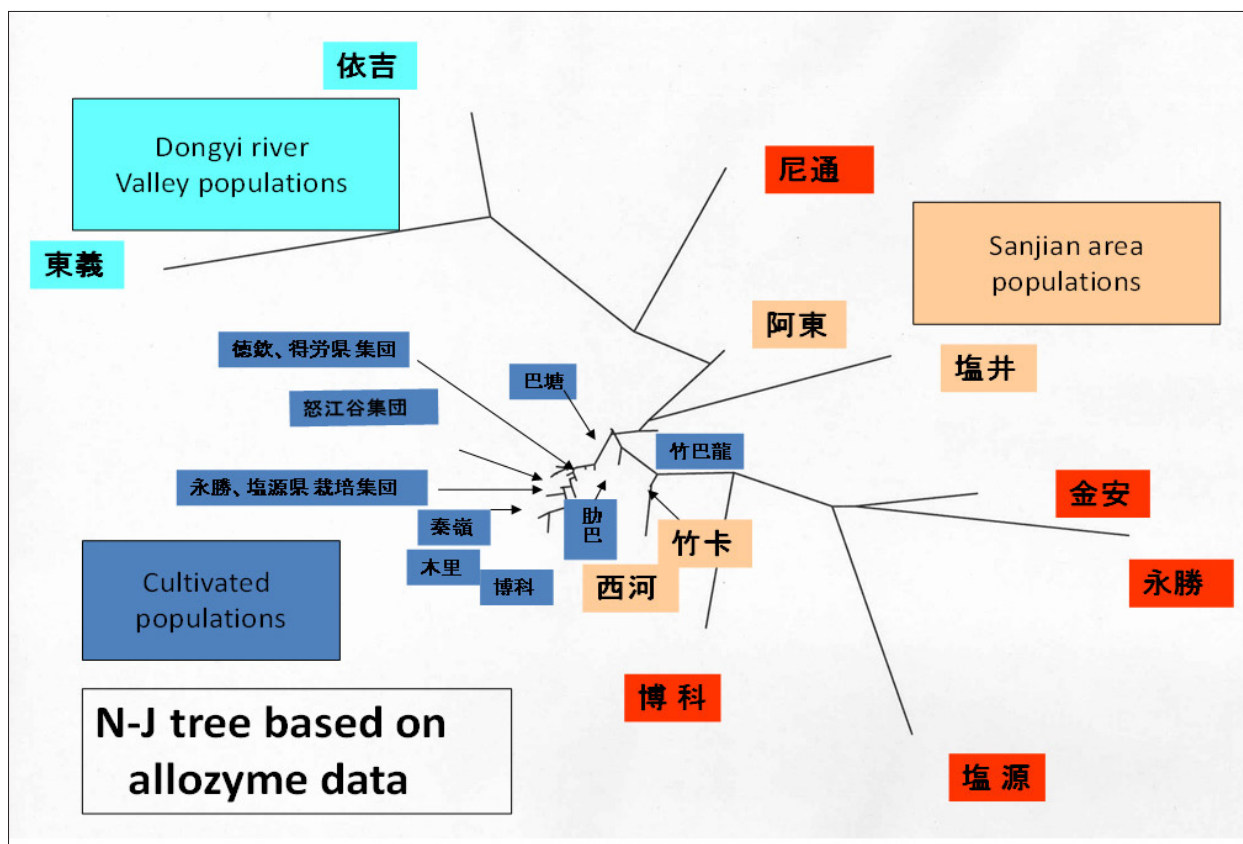 依吉
Dongyi river
Valley populations
尼通
東義
Sanjian area
populations
阿東
塩井
徳欽、得労県 集団
巴塘
怒江谷集団
竹巴龍
永勝、塩源県 栽培集団
金安
秦嶺
助巴
竹卡
木里
博科
西河
永勝
Cultivated
populations
博科
塩源
N-J tree based on
allozyme data